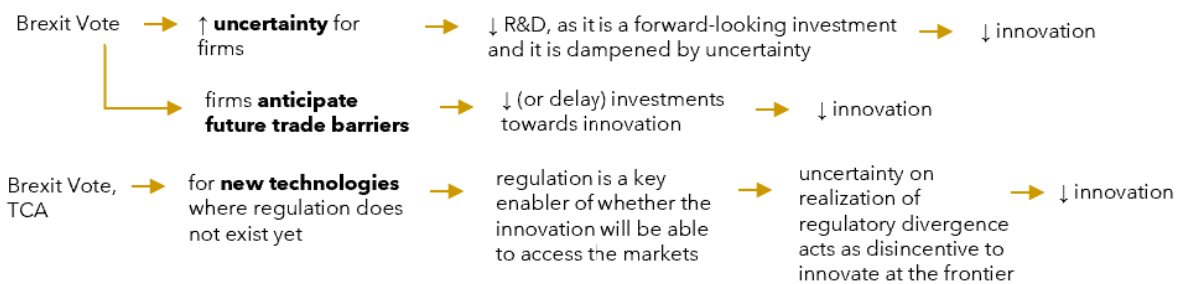 Brexit Vote → ↑ uncertainty for firms → ↓ R&D, as it is a forward-looking investment and it is dampened by uncertainty → ↓ innovation
→ firms anticipate future trade barriers → ↓ (or delay) investments towards innovation → ↓ innovation
Brexit Vote, TCA → for new technologies where regulation does not exist yet → regulation is a key enabler of whether the innovation will be able to access the markets → uncertainty on realization of regulatory divergence acts as disincentive to innovate at the frontier → ↓ innovation